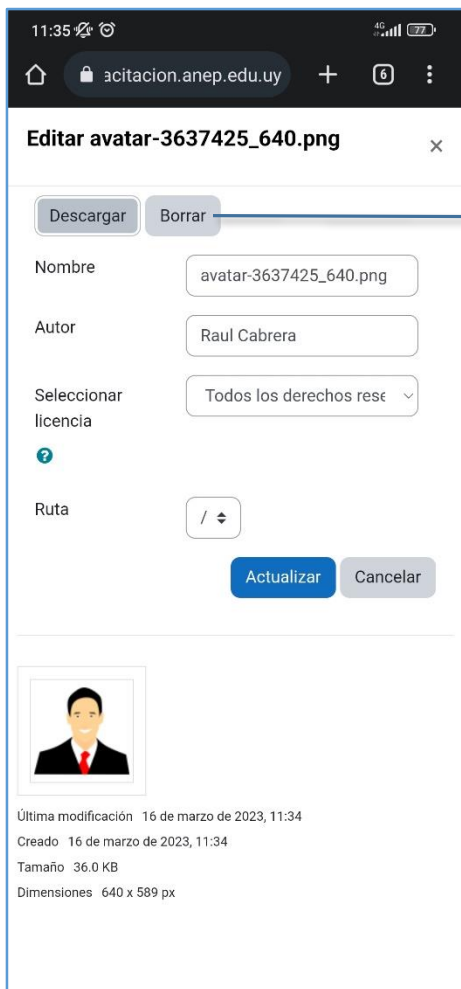 11:35 4G 77
acitacion.anep.edu.uy 6
Editar avatar-3637425_640.png ×
Descargar Borrar
Nombre avatar-3637425_640.png
Autor Raul Cabrera
Seleccionar licencia Todos los derechos rese
?
Ruta / 
Actualizar Cancelar
Última modificación 16 de marzo de 2023, 11:34
Creado 16 de marzo de 2023, 11:34
Tamaño 36.0 KB
Dimensiones 640 x 589 px